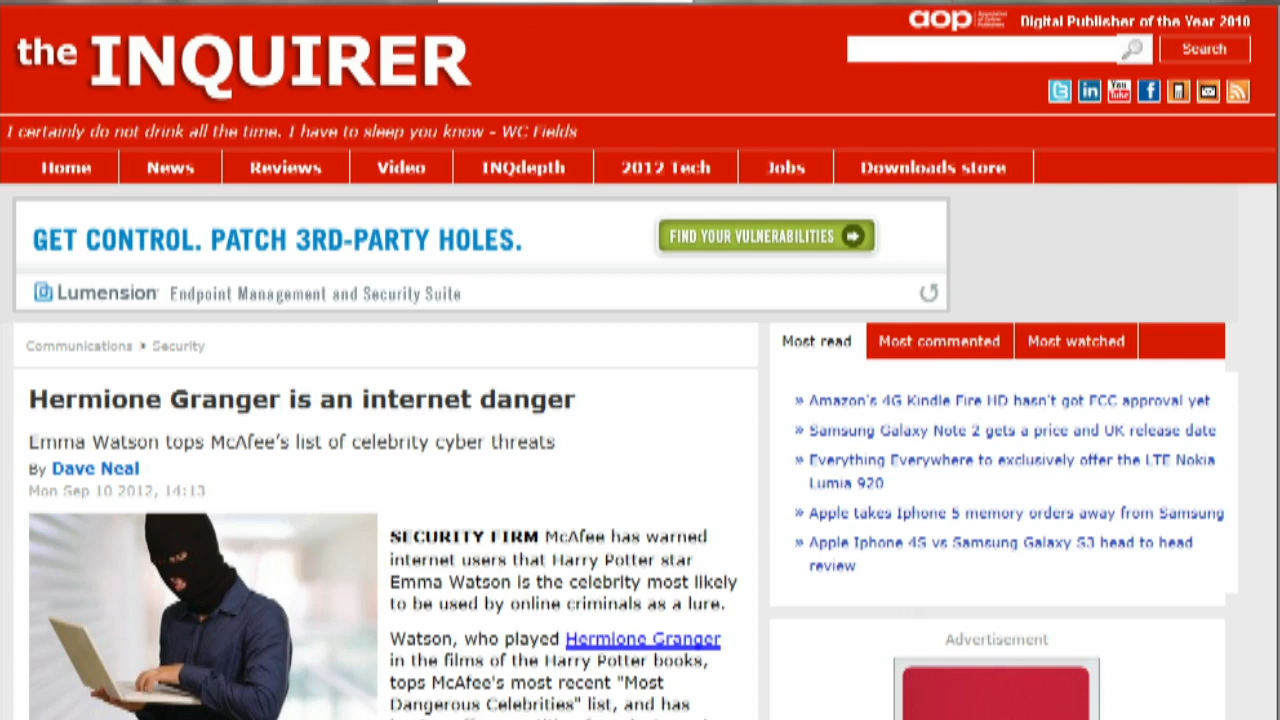 aop Digital Publisher of the Year 2010
the INQUIRER
Search
I certainly do not drink all the time. I have to sleep you know - WC Fields
Home News Reviews Video INQdepth 2012 Tech Jobs Downloads store
GET CONTROL. PATCH 3RD-PARTY HOLES.
FIND YOUR VULNERABILITIES
Lumension Endpoint Management and Security Suite
Communications > Security
Hermione Granger is an internet danger
Emma Watson tops McAfee's list of celebrity cyber threats
By Dave Neal
Mon Sep 10 2012, 14:13
SECURITY FIRM McAfee has warned
internet users that Harry Potter star
Emma Watson is the celebrity most likely
to be used by online criminals as a lure.
Watson, who played Hermione Granger
in the films of the Harry Potter books,
tops McAfee's most recent "Most
Dangerous Celebrities" list, and has
Most read Most commented Most watched
» Amazon's 4G Kindle Fire HD hasn't got FCC approval yet
» Samsung Galaxy Note 2 gets a price and UK release date
» Everything Everywhere to exclusively offer the LTE Nokia
Lumia 920
» Apple takes Iphone 5 memory orders away from Samsung
» Apple Iphone 4S vs Samsung Galaxy S3 head to head
review
Advertisement